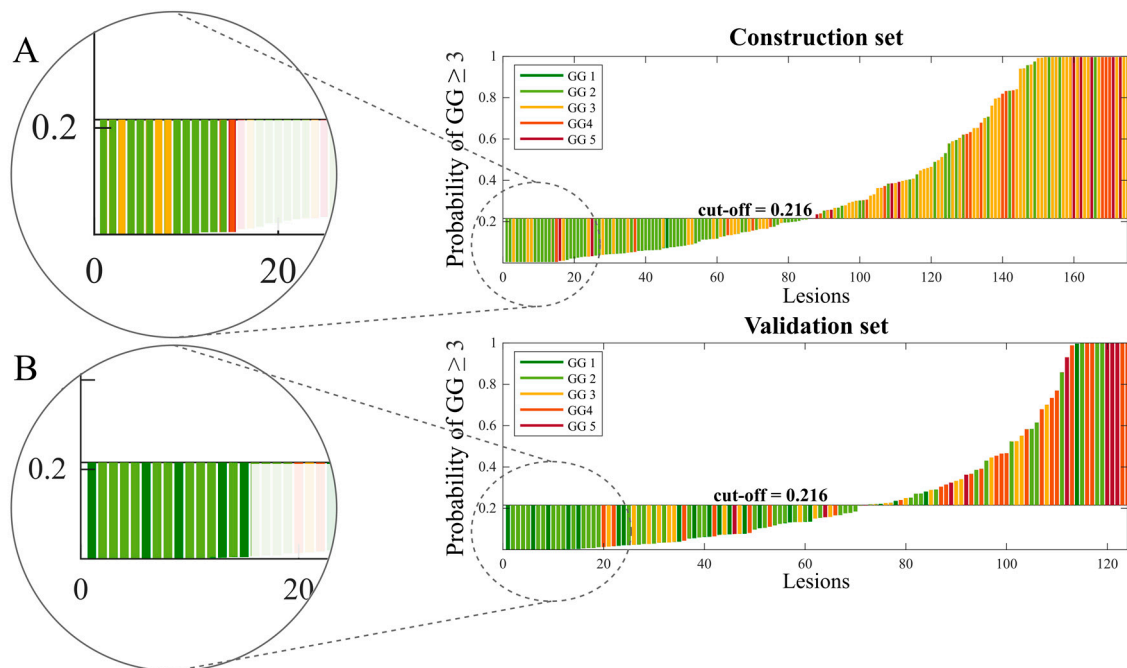 A
0.2
0
20
Construction set
Probability of GG ≥ 3
1
0.8
0.6
0.4
0.2
GG 1
GG 2
GG 3
GG4
GG 5
cut-off = 0.216
0
20
40
60
80
100
120
140
160
Lesions
B
0.2
0
20
Validation set
Probability of GG ≥ 3
1
0.8
0.6
0.4
0.2
GG 1
GG 2
GG 3
GG4
GG 5
cut-off = 0.216
0
20
40
60
80
100
120
Lesions